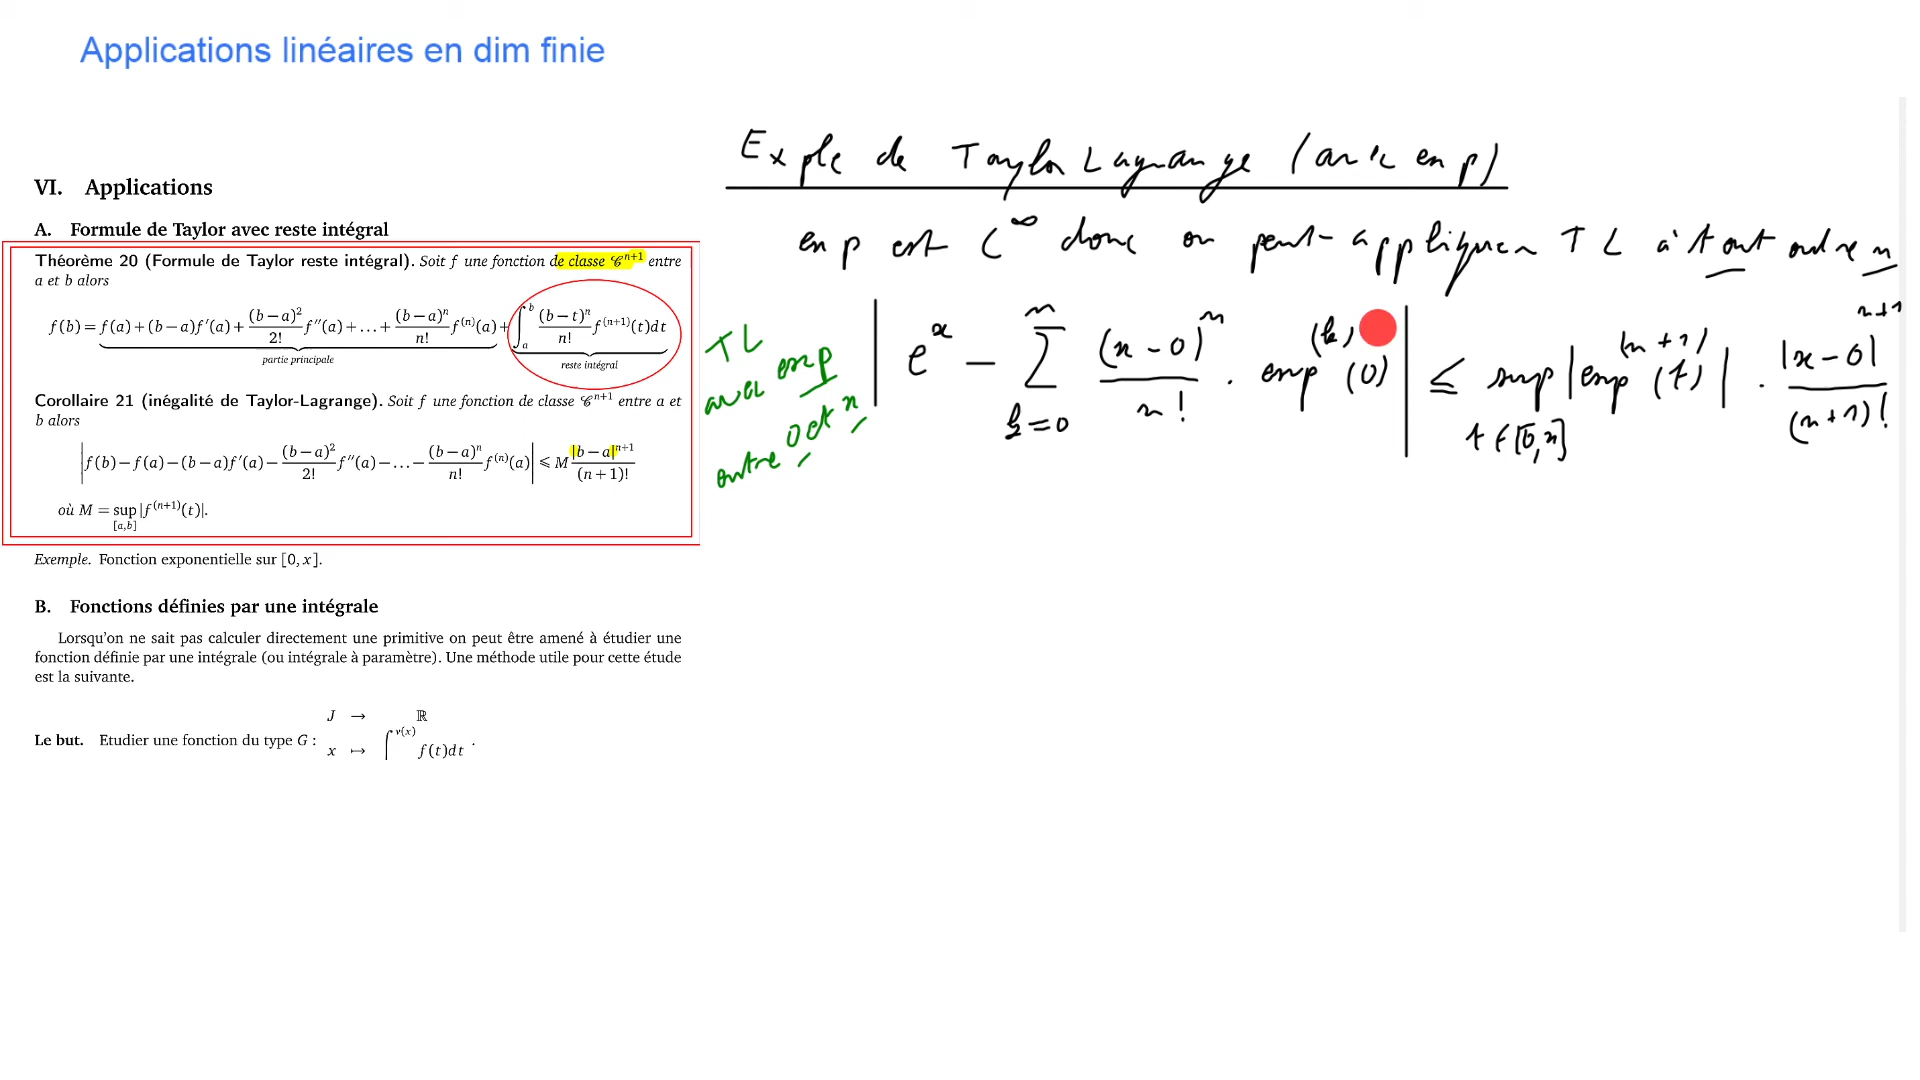 Applications linéaires en dim finie
VI. Applications
A. Formule de Taylor avec reste intégral
Théorème 20 (Formule de Taylor reste intégral). Soit f une fonction de classe 𝒞^{n+1} entre
a et b alors
f(b) = f(a) + (b−a)f′(a) + (b−a)²/2! f″(a) + … + (b−a)ⁿ/n! f⁽ⁿ⁾(a) + ∫_a^b (b−t)ⁿ/n! f^{(n+1)}(t)dt
partie principale
reste intégral
Corollaire 21 (inégalité de Taylor-Lagrange). Soit f une fonction de classe 𝒞^{n+1} entre a et
b alors
|f(b) − f(a) − (b−a)f′(a) − (b−a)²/2! f″(a) − … − (b−a)ⁿ/n! f⁽ⁿ⁾(a)| ⩽ M |b−a|^{n+1}/(n+1)!
où M = sup_{[a,b]} |f^{(n+1)}(t)|.
Exemple. Fonction exponentielle sur [0, x].
B. Fonctions définies par une intégrale
Lorsqu'on ne sait pas calculer directement une primitive on peut être amené à étudier une
fonction définie par une intégrale (ou intégrale à paramètre). Une méthode utile pour cette étude
est la suivante.
Le but. Etudier une fonction du type G : J → ℝ
x ↦ ∫^{v(x)} f(t)dt .
Exple de Taylor Lagrange (avec exp)
exp est C^∞ donc on peut appliquer TL à tout ordre n
TL
avec exp
entre 0 et x
|e^x − Σ_{k=0}^n (x−0)^n/n! . exp^{(k)}(0)| ≤ sup_{t∈[0,x]} |exp^{(n+1)}(t)| . |x−0|^{n+1}/(n+1)!